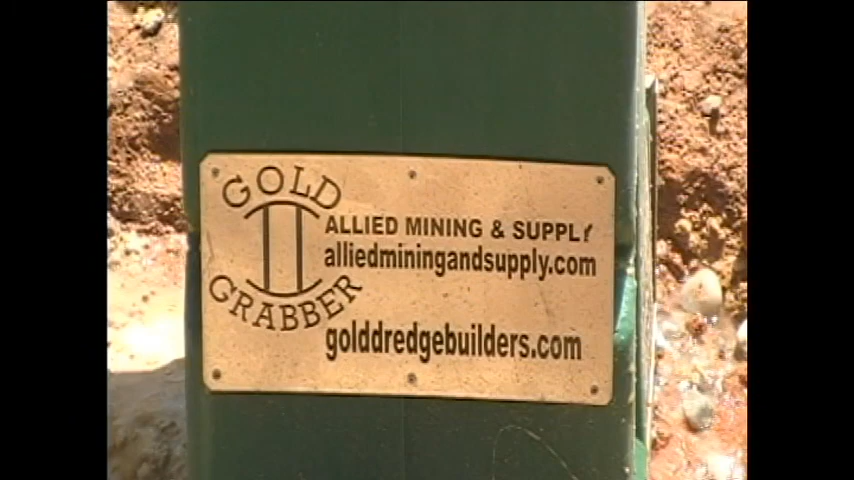 GOLD
GRABBER
ALLIED MINING & SUPPLY
alliedminingandsupply.com
golddredgebuilders.com